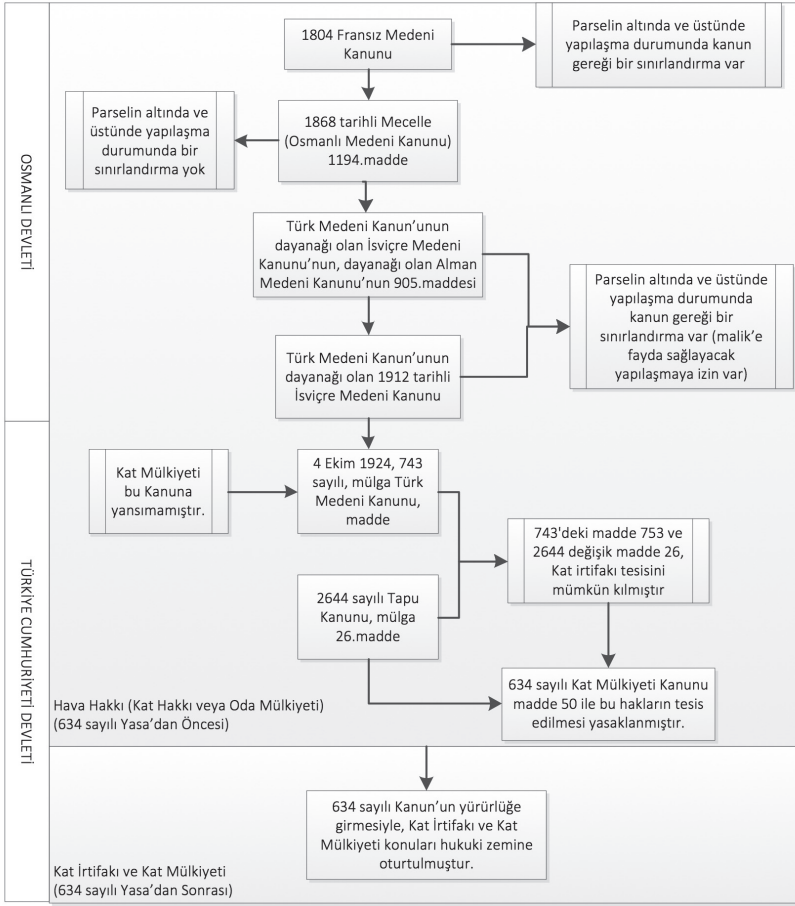 1804 Fransız Medeni
Kanunu
Parselin altında ve üstünde
yapılaşma durumunda kanun
gereği bir sınırlandırma var
Parselin altında ve
üstünde yapılaşma
durumunda bir
sınırlandırma yok
1868 tarihli Mecelle
(Osmanlı Medeni Kanunu)
1194.madde
OSMANLI DEVLETİ
Türk Medeni Kanun’unun
dayanağı olan İsviçre Medeni
Kanunu’nun, dayanağı olan Alman
Medeni Kanunu’nun 905.maddesi
Parselin altında ve üstünde
yapılaşma durumunda
kanun gereği bir
sınırlandırma var (malik’e
fayda sağlayacak
yapılaşmaya izin var)
Türk Medeni Kanun’unun
dayanağı olan 1912 tarihli
İsviçre Medeni Kanunu
Kat Mülkiyeti
bu Kanuna
yansımamıştır.
4 Ekim 1924, 743
sayılı, mülga Türk
Medeni Kanunu,
madde
743'deki madde 753 ve
2644 değişik madde 26,
Kat irtifakı tesisini
mümkün kılmıştır
TÜRKİYE CUMHURİYETİ DEVLETİ
2644 sayılı Tapu
Kanunu, mülga
26.madde
634 sayılı Kat Mülkiyeti Kanunu
madde 50 ile bu hakların tesis
edilmesi yasaklanmıştır.
Hava Hakkı (Kat Hakkı veya Oda Mülkiyeti)
(634 sayılı Yasa’dan Öncesi)
634 sayılı Kanun’un yürürlüğe
girmesiyle, Kat İrtifakı ve Kat
Mülkiyeti konuları hukuki zemine
oturtulmuştur.
Kat İrtifakı ve Kat Mülkiyeti
(634 sayılı Yasa’dan Sonrası)